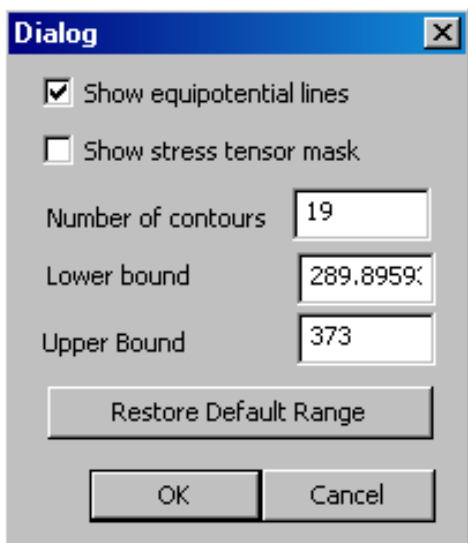 Dialog
Show equipotential lines
Show stress tensor mask
Number of contours 19
Lower bound 289.8959
Upper Bound 373
Restore Default Range
OK Cancel